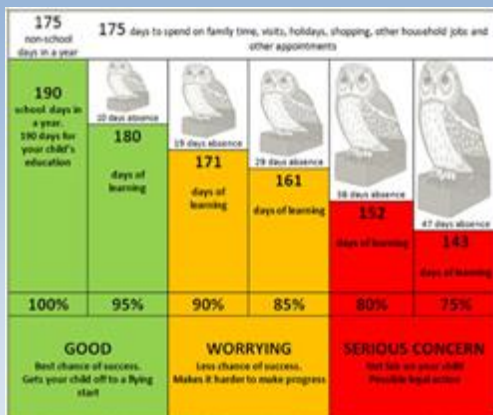 175
non-school
days in a year
175 days to spend on family time, visits, holidays, shopping, other household jobs and
other appointments
190
school days in
a year.
190 days for
your child's
education
10 days absence
180
days of
learning
19 days absence
171
days of
learning
29 days absence
161
days of learning
38 days absence
152
days of learning
47 days absence
143
days of learning
100%
95%
90%
85%
80%
75%
GOOD
Best chance of success.
Gets your child off to a flying
start
WORRYING
Less chance of success.
Makes it harder to make progress
SERIOUS CONCERN
Not fair on your child
Possible legal action